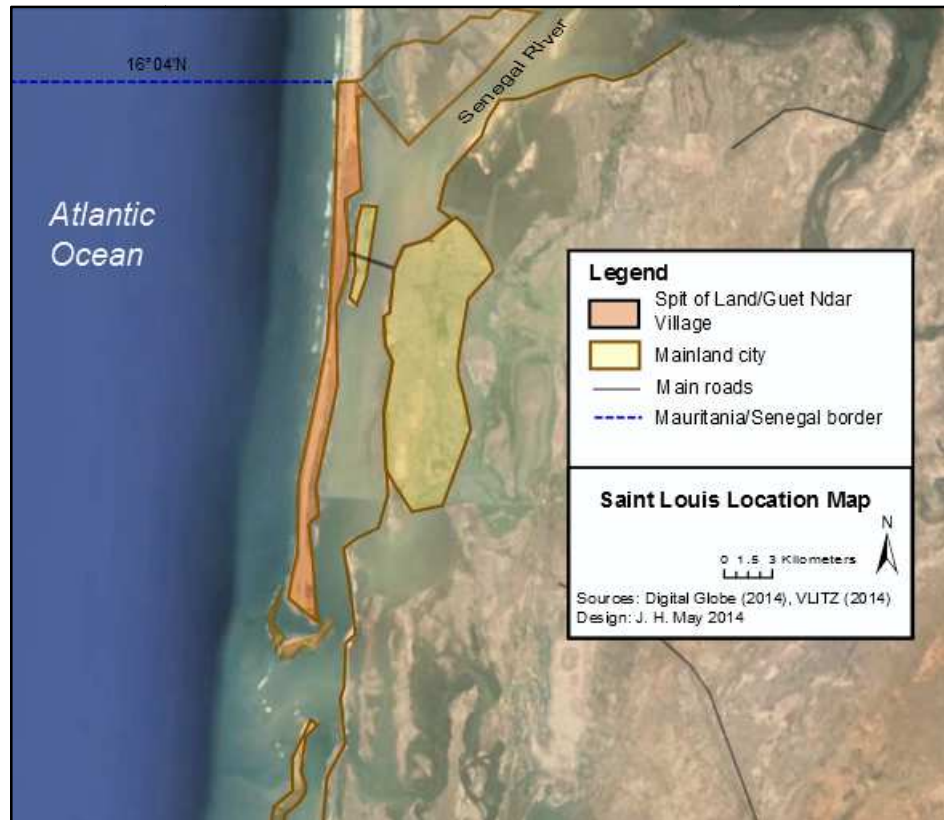 16°04'N
Senegal River
Atlantic
Ocean
Legend
Spit of Land/Guet Ndar
Village
Mainland city
Main roads
Mauritania/Senegal border
Saint Louis Location Map
N
0 1.5 3 Kilometers
Sources: Digital Globe (2014), VLITZ (2014)
Design: J. H. May 2014